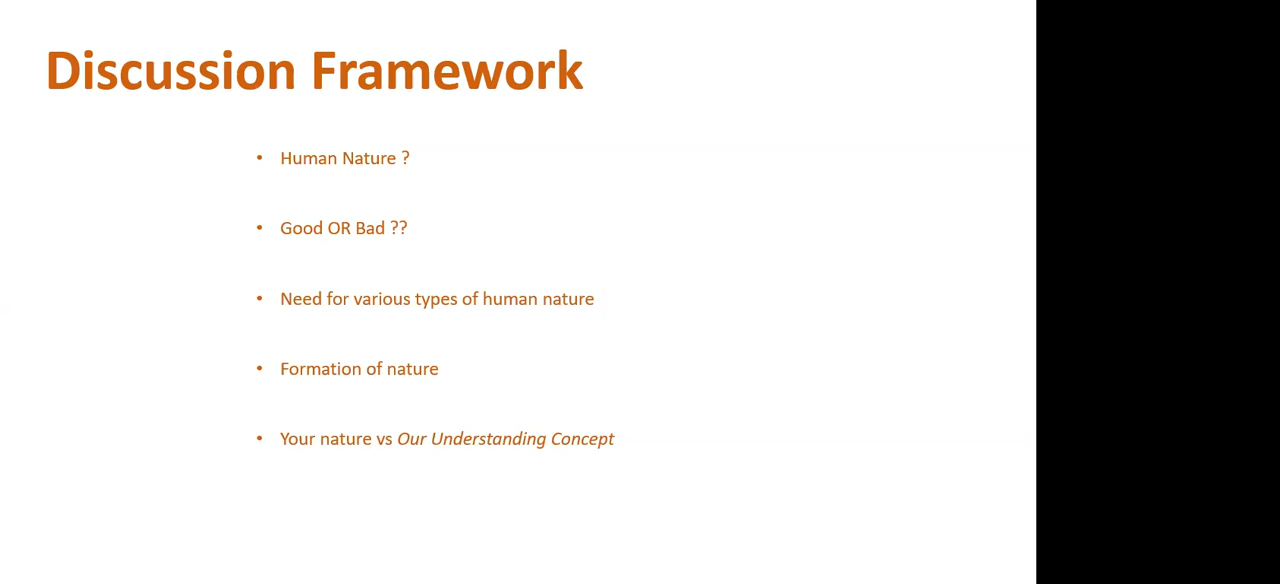 Discussion Framework
• Human Nature ?
• Good OR Bad ??
• Need for various types of human nature
• Formation of nature
• Your nature vs Our Understanding Concept